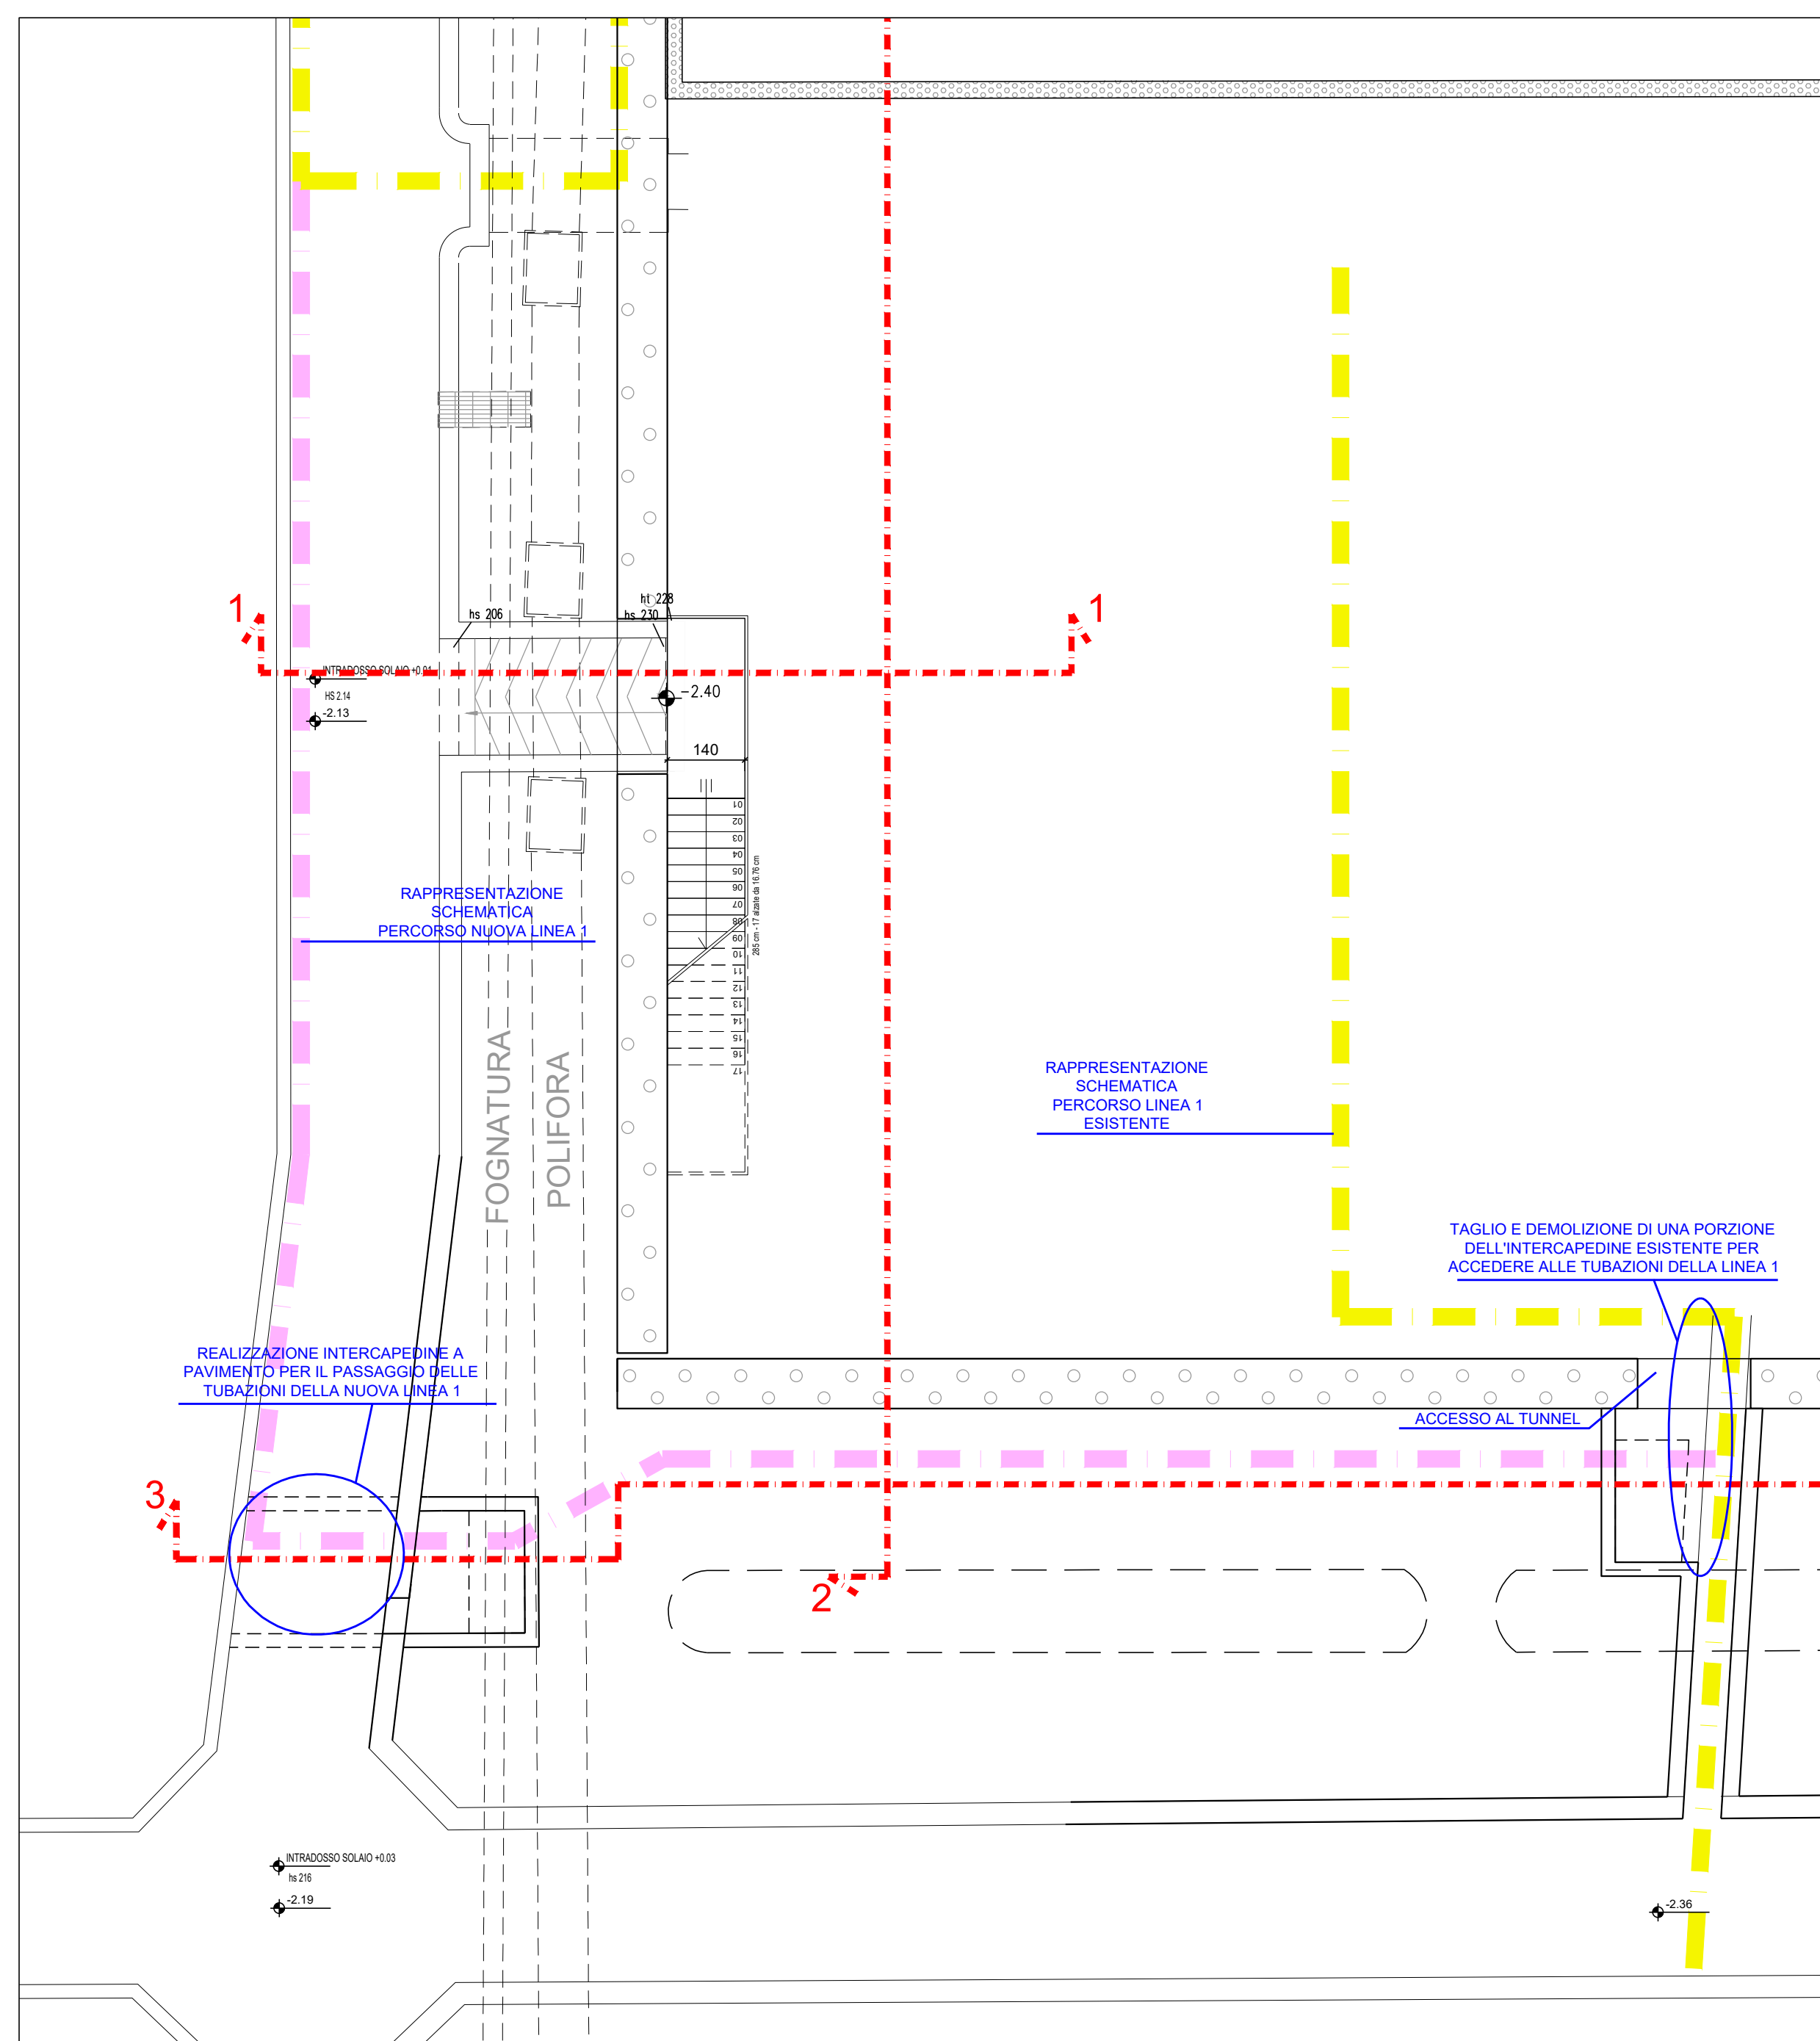 ht 228
hs 206
hs 230
1
1
INTRADOSSO SOLAIO +0.01
HS 2.14
-2.13
-2.40
140
01
02
03
04
05
06
07
08
09
10
11
12
13
14
15
16
17
285 cm - 17 alzate da 16.76 cm
RAPPRESENTAZIONE
SCHEMATICA
PERCORSO NUOVA LINEA 1
FOGNATURA
POLIFORA
RAPPRESENTAZIONE
SCHEMATICA
PERCORSO LINEA 1
ESISTENTE
TAGLIO E DEMOLIZIONE DI UNA PORZIONE
DELL'INTERCAPEDINE ESISTENTE PER
ACCEDERE ALLE TUBAZIONI DELLA LINEA 1
REALIZZAZIONE INTERCAPEDINE A
PAVIMENTO PER IL PASSAGGIO DELLE
TUBAZIONI DELLA NUOVA LINEA 1
ACCESSO AL TUNNEL
3
2
INTRADOSSO SOLAIO +0.03
hs 216
-2.19
-2.36